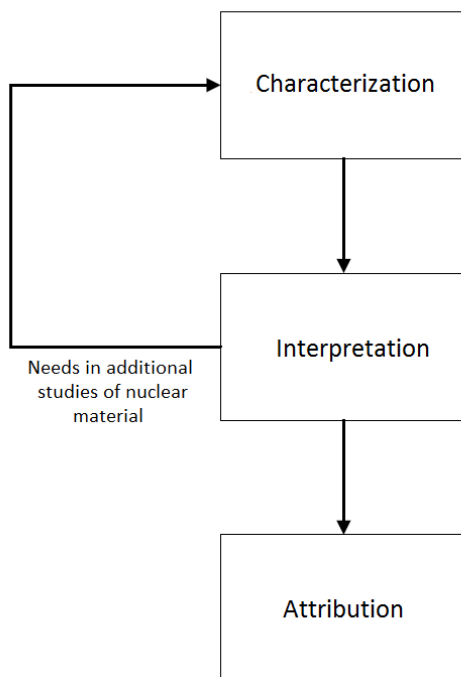 Characterization
Interpretation
Needs in additional
studies of nuclear
material
Attribution